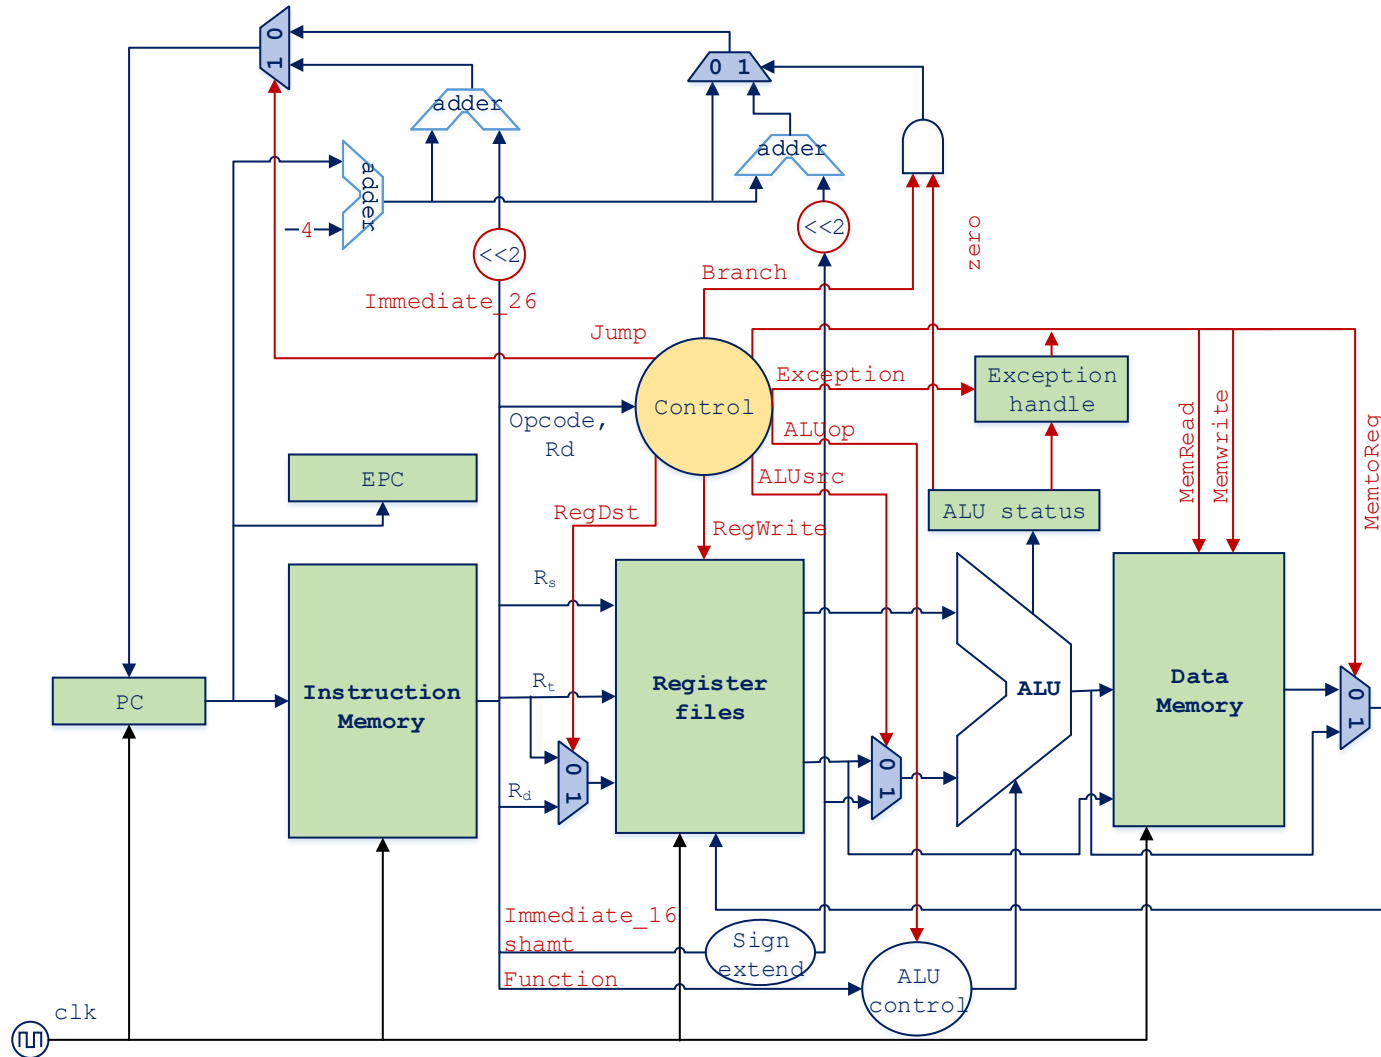 0
1
0 1
adder
adder
adder
-4
<<2
<<2
zero
Branch
Immediate_26
Jump
Exception
Exception
handle
Control
Opcode,
Rd
ALUop
MemRead
Memwrite
MemtoReg
EPC
ALUsrc
RegDst
RegWrite
ALU status
Rs
Rt
Rd
PC
Instruction
Memory
Register
files
ALU
Data
Memory
0
1
0
1
0
1
Immediate_16
shamt
Sign
extend
Function
ALU
control
clk